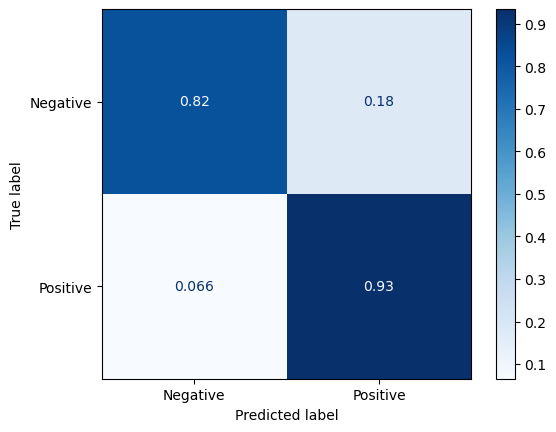 Negative
0.82
0.18
Positive
0.066
0.93
Negative
Positive
Predicted label
True label
0.9
0.8
0.7
0.6
0.5
0.4
0.3
0.2
0.1